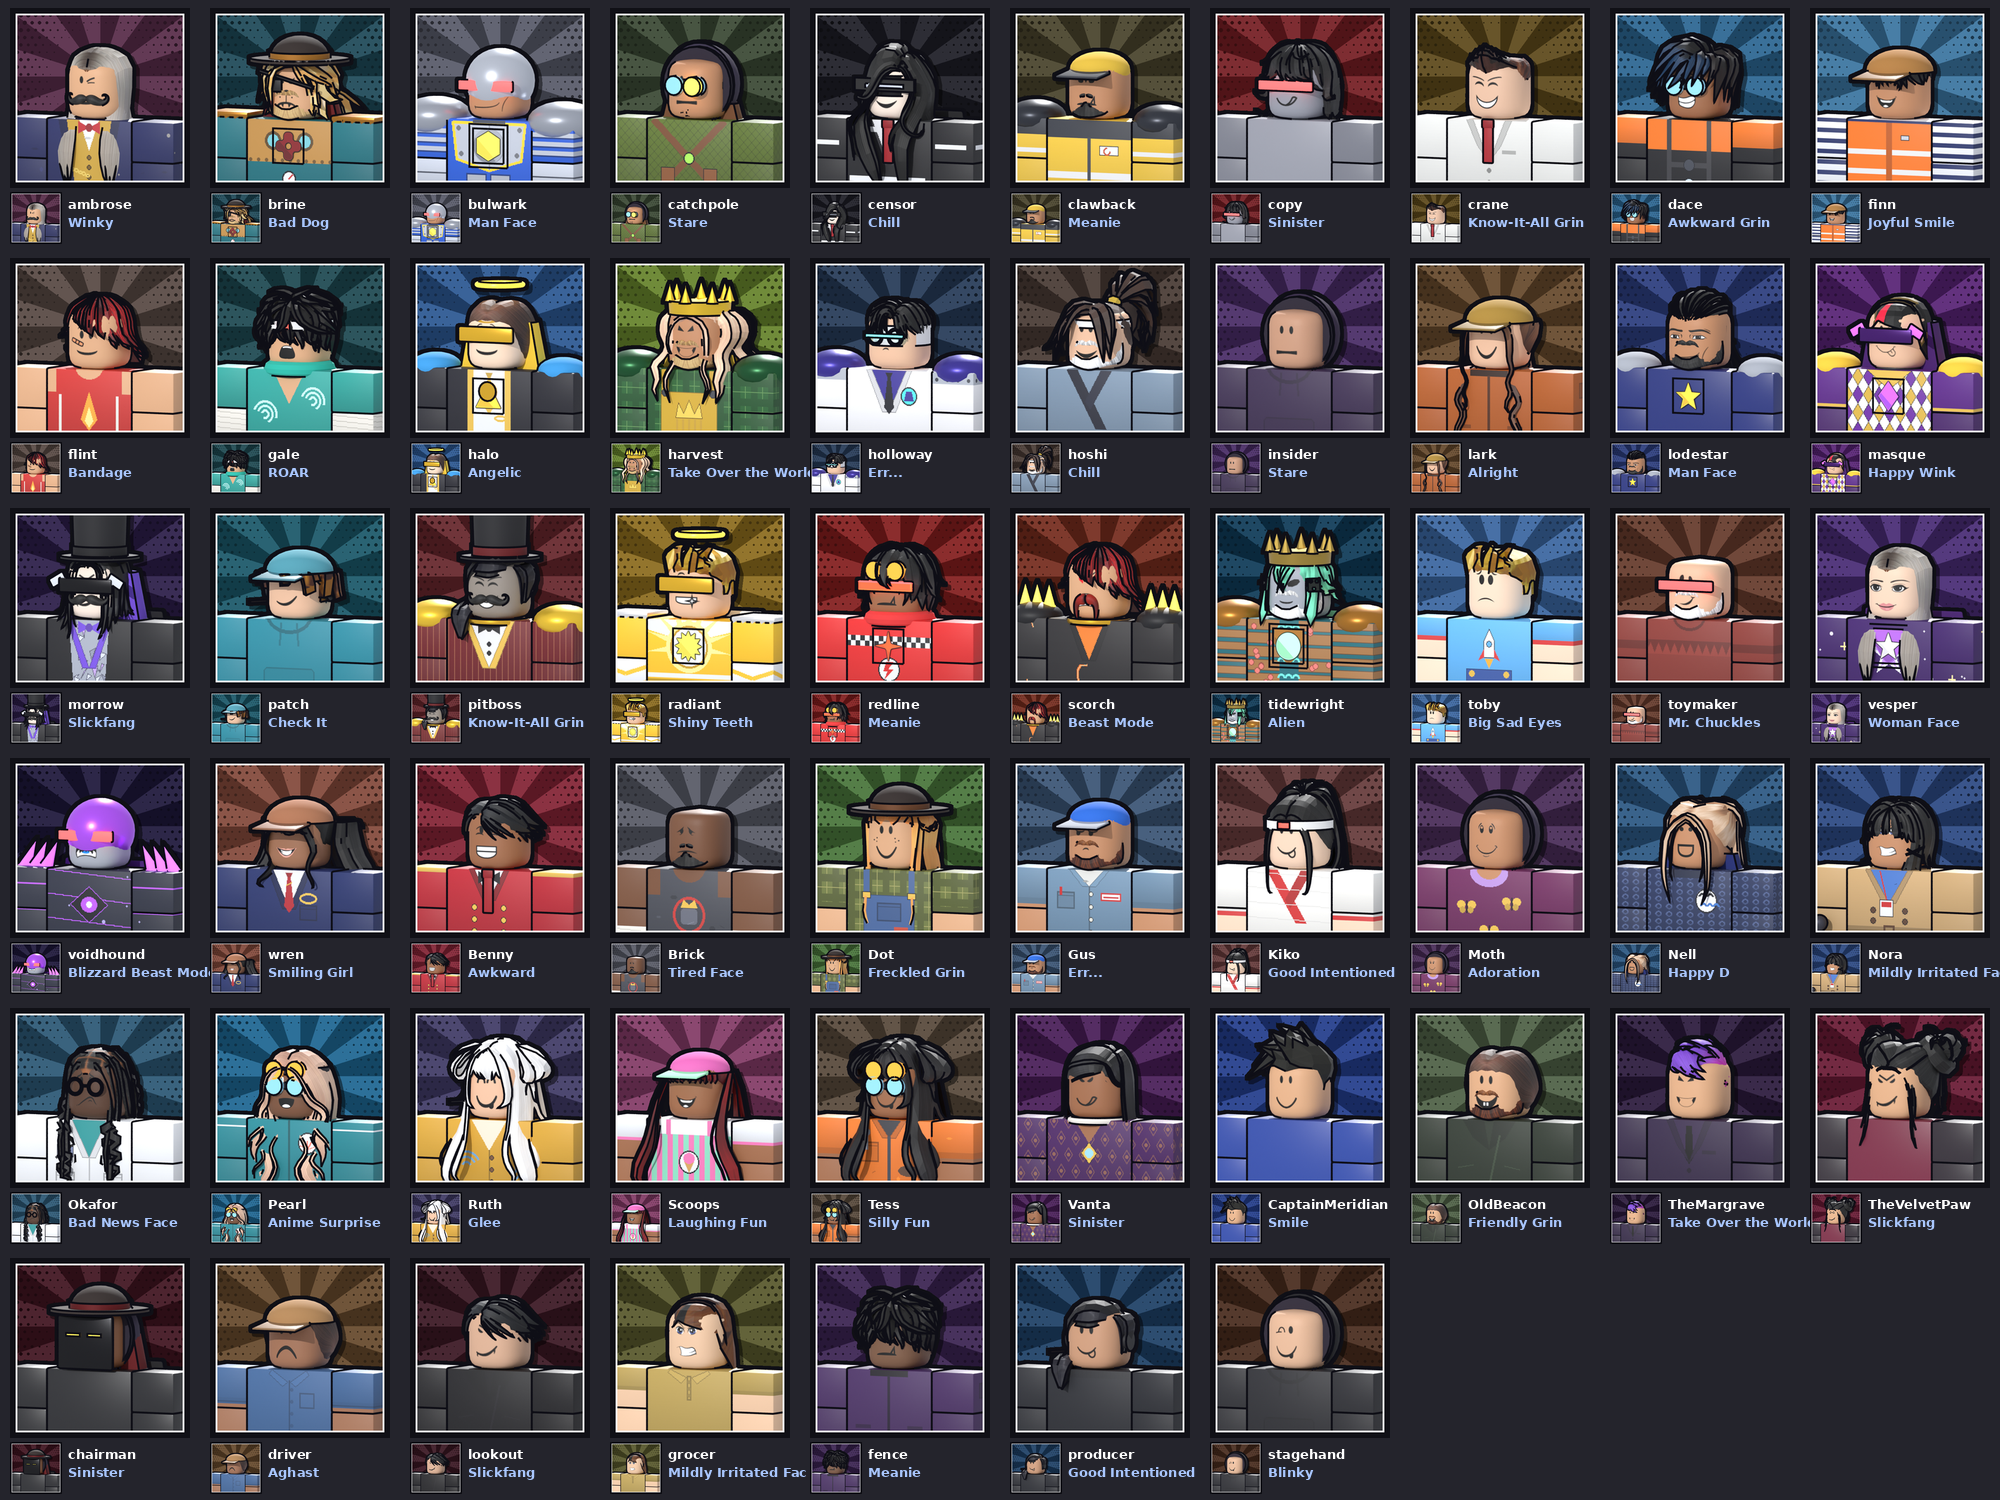 ambrose
Winky
brine
Bad Dog
bulwark
Man Face
catchpole
Stare
censor
Chill
clawback
Meanie
copy
Sinister
crane
Know-It-All Grin
dace
Awkward Grin
finn
Joyful Smile
flint
Bandage
gale
ROAR
halo
Angelic
harvest
Take Over the World
holloway
Err...
hoshi
Chill
insider
Stare
lark
Alright
lodestar
Man Face
masque
Happy Wink
morrow
Slickfang
patch
Check It
pitboss
Know-It-All Grin
radiant
Shiny Teeth
redline
Meanie
scorch
Beast Mode
tidewright
Alien
toby
Big Sad Eyes
toymaker
Mr. Chuckles
vesper
Woman Face
voidhound
Blizzard Beast Mode
wren
Smiling Girl
Benny
Awkward
Brick
Tired Face
Dot
Freckled Grin
Gus
Err...
Kiko
Good Intentioned
Moth
Adoration
Nell
Happy D
Nora
Mildly Irritated Fa
Okafor
Bad News Face
Pearl
Anime Surprise
Ruth
Glee
Scoops
Laughing Fun
Tess
Silly Fun
Vanta
Sinister
CaptainMeridian
Smile
OldBeacon
Friendly Grin
TheMargrave
Take Over the World
TheVelvetPaw
Slickfang
chairman
Sinister
driver
Aghast
lookout
Slickfang
grocer
Mildly Irritated Fac
fence
Meanie
producer
Good Intentioned
stagehand
Blinky